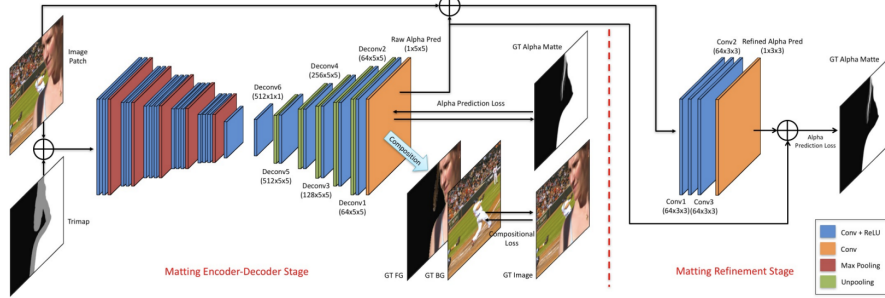 Image
Patch
Trimap
Deconv6
(512x1x1)
Deconv5
(512x5x5)
Deconv4
(256x5x5)
Deconv3
(128x5x5)
Deconv2
(64x5x5)
Deconv1
(64x5x5)
Raw Alpha Pred
(1x5x5)
Composition
Alpha Prediction Loss
GT Alpha Matte
Compositional
Loss
GT FG
GT BG
GT Image
Matting Encoder-Decoder Stage
Conv1
(64x3x3)
Conv2
(64x3x3)
Conv3
(64x3x3)
Refined Alpha Pred
(1x3x3)
GT Alpha Matte
Alpha
Prediction Loss
Matting Refinement Stage
Conv + ReLU
Conv
Max Pooling
Unpooling